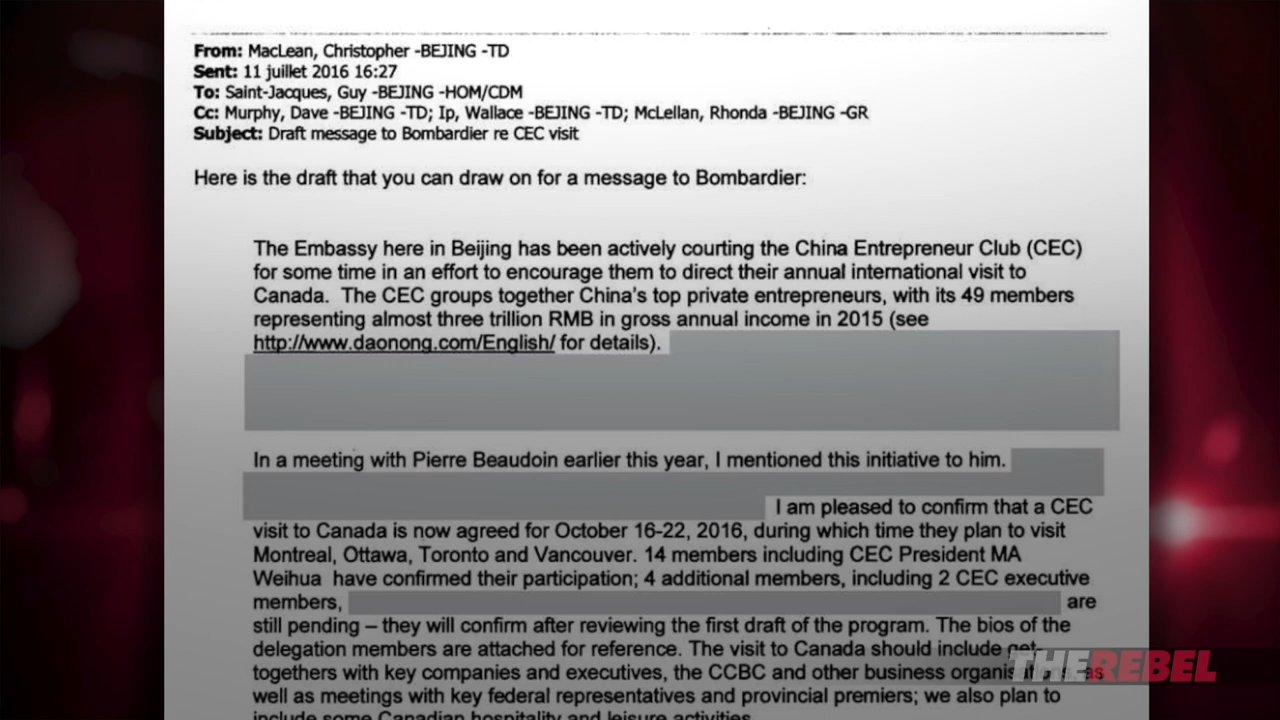 From: MacLean, Christopher -BEJING -TD
Sent: 11 juillet 2016 16:27
To: Saint-Jacques, Guy -BEJING -HOM/CDM
Cc: Murphy, Dave -BEJING -TD; Ip, Wallace -BEJING -TD; McLellan, Rhonda -BEJING -GR
Subject: Draft message to Bombardier re CEC visit
Here is the draft that you can draw on for a message to Bombardier:
The Embassy here in Beijing has been actively courting the China Entrepreneur Club (CEC)
for some time in an effort to encourage them to direct their annual international visit to
Canada. The CEC groups together China's top private entrepreneurs, with its 49 members
representing almost three trillion RMB in gross annual income in 2015 (see
http://www.daonong.com/English/ for details).
In a meeting with Pierre Beaudoin earlier this year, I mentioned this initiative to him.
I am pleased to confirm that a CEC
visit to Canada is now agreed for October 16-22, 2016, during which time they plan to visit
Montreal, Ottawa, Toronto and Vancouver. 14 members including CEC President MA
Weihua have confirmed their participation; 4 additional members, including 2 CEC executive
members, are
still pending – they will confirm after reviewing the first draft of the program. The bios of the
delegation members are attached for reference. The visit to Canada should include get-
togethers with key companies and executives, the CCBC and other business as
well as meetings with key federal representatives and provincial premiers; we also plan to
include some Canadian hospitality and leisure activities.
THE REBEL